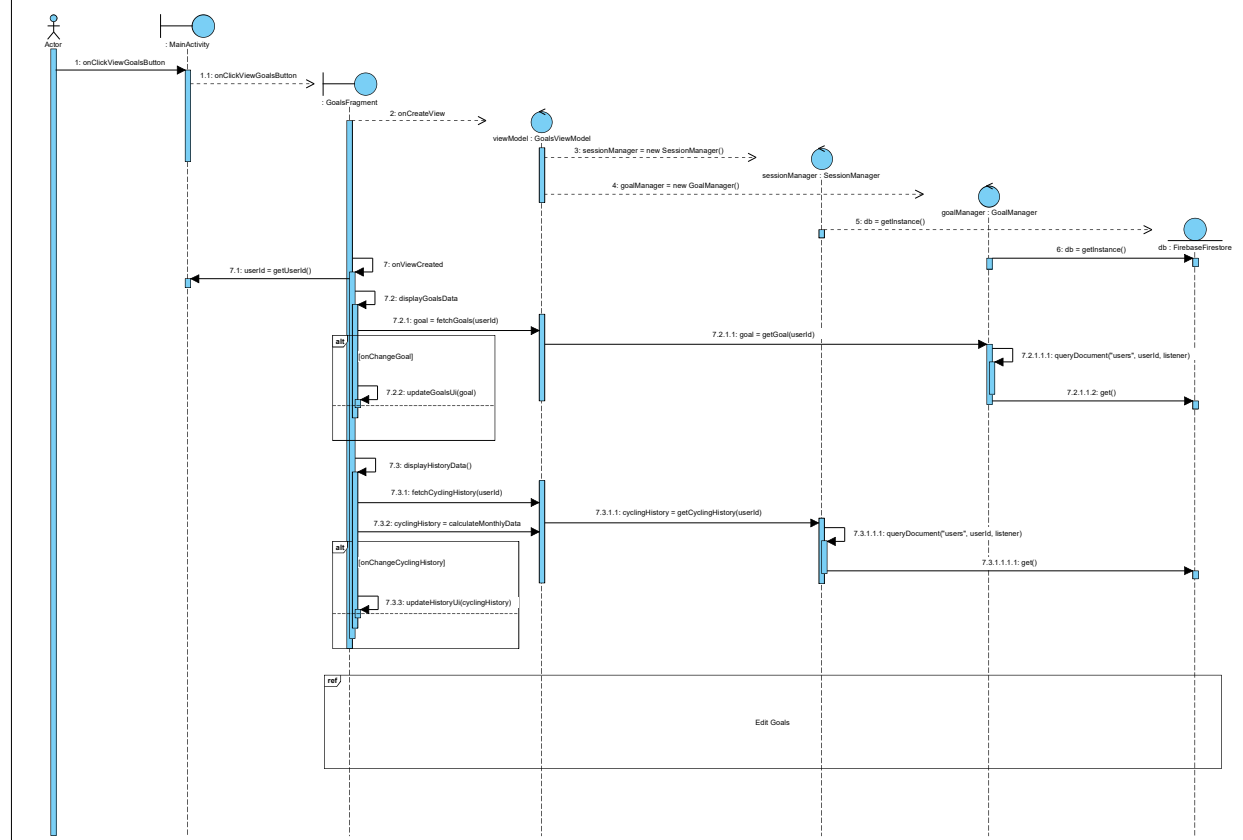 Actor
: MainActivity
1: onClickViewGoalsButton
1.1: onClickViewGoalsButton
: GoalsFragment
2: onCreateView
viewModel : GoalsViewModel
3: sessionManager = new SessionManager()
sessionManager : SessionManager
4: goalManager = new GoalManager()
goalManager : GoalManager
5: db = getInstance()
db : FirebaseFirestore
6: db = getInstance()
7: onViewCreated
7.1: userId = getUserId()
7.2: displayGoalsData
7.2.1: goal = fetchGoals(userId)
7.2.1.1: goal = getGoal(userId)
alt
[onChangeGoal]
7.2.1.1.1: queryDocument("users", userId, listener)
7.2.2: updateGoalsUi(goal)
7.2.1.1.2: get()
7.3: displayHistoryData()
7.3.1: fetchCyclingHistory(userId)
7.3.1.1: cyclingHistory = getCyclingHistory(userId)
7.3.2: cyclingHistory = calculateMonthlyData
7.3.1.1.1: queryDocument("users", userId, listener)
alt
[onChangeCyclingHistory]
7.3.1.1.1.1: get()
7.3.3: updateHistoryUi(cyclingHistory)
ref
Edit Goals